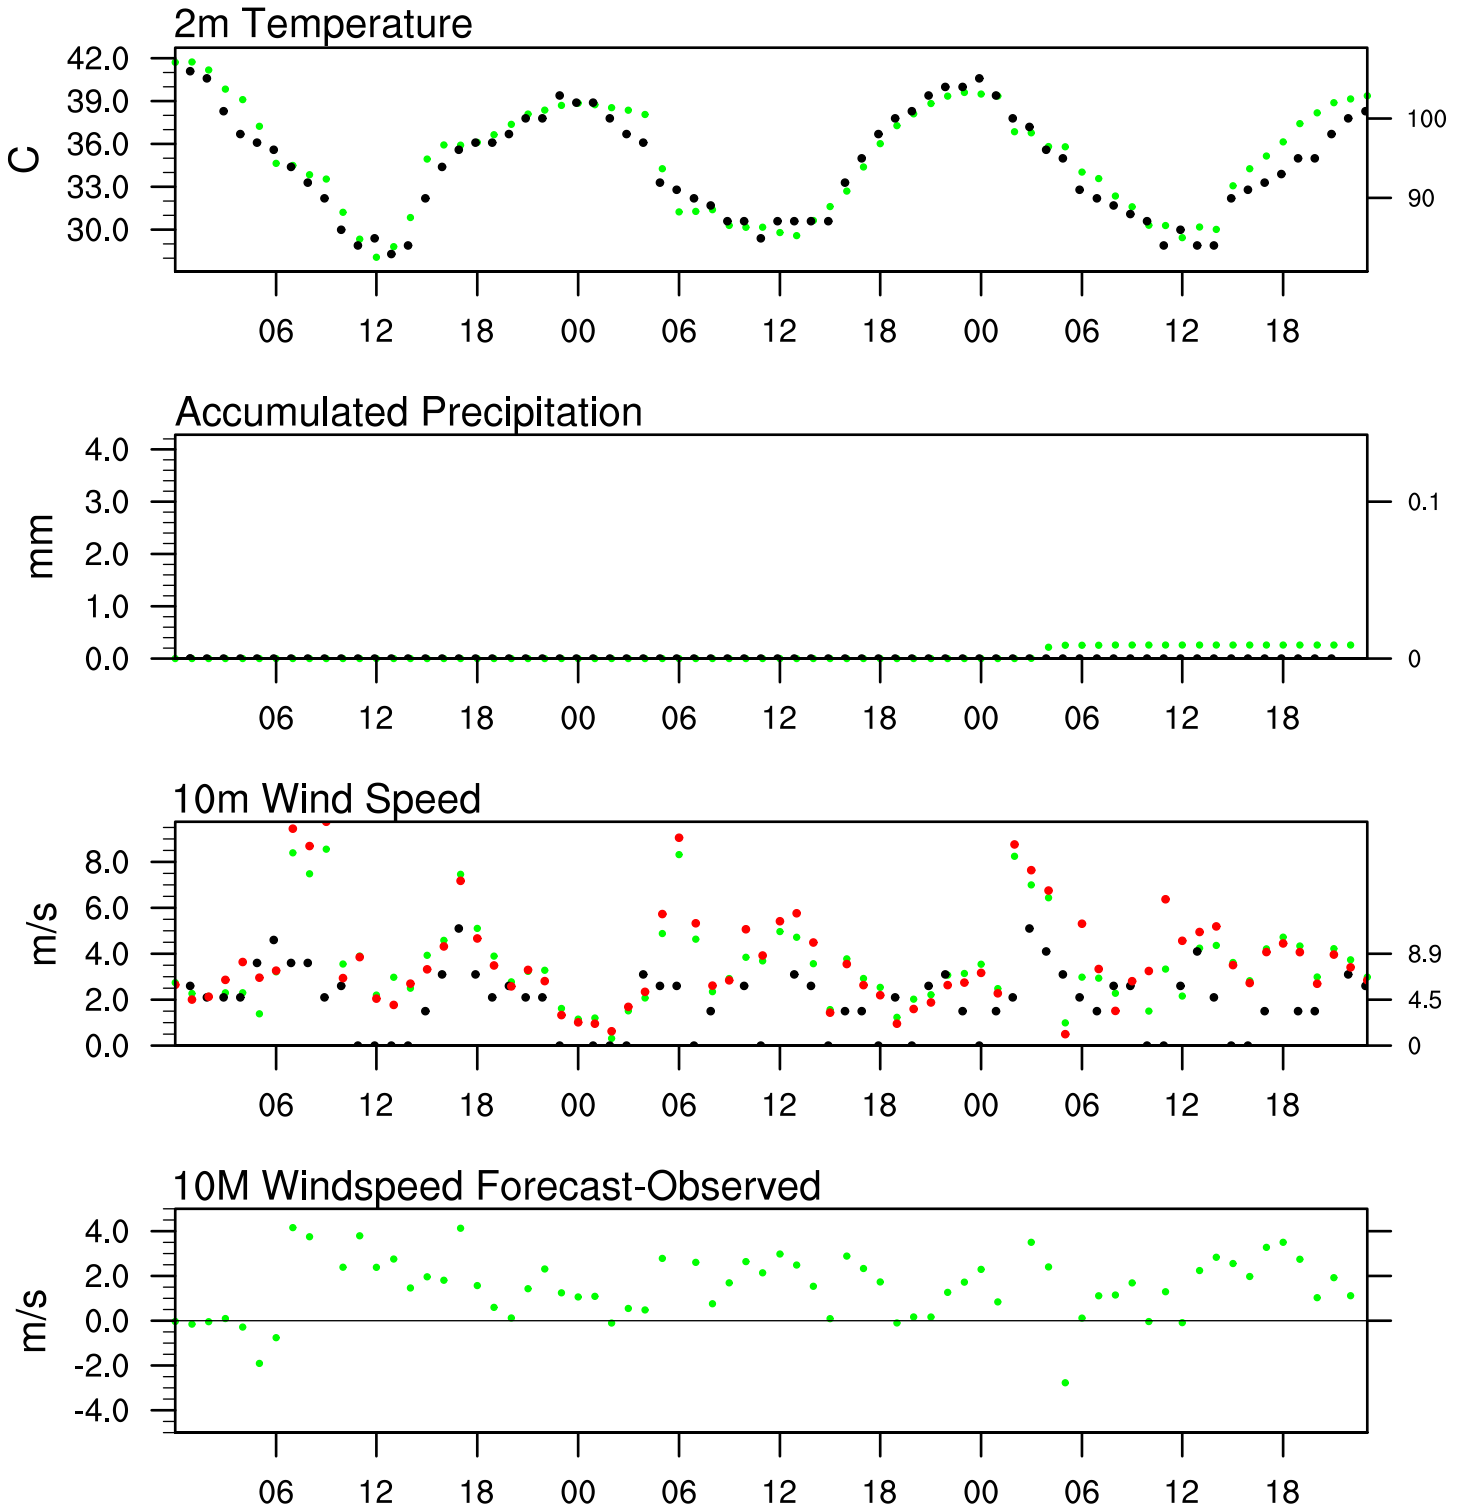 2m Temperature
42.0
39.0
36.0
33.0
30.0
C
100
90
06 12 18 00 06 12 18 00 06 12 18
Accumulated Precipitation
4.0
3.0
2.0
1.0
0.0
mm
0.1
0
06 12 18 00 06 12 18 00 06 12 18
10m Wind Speed
8.0
6.0
4.0
2.0
0.0
m/s
8.9
4.5
0
06 12 18 00 06 12 18 00 06 12 18
10M Windspeed Forecast-Observed
4.0
2.0
0.0
-2.0
-4.0
m/s
06 12 18 00 06 12 18 00 06 12 18